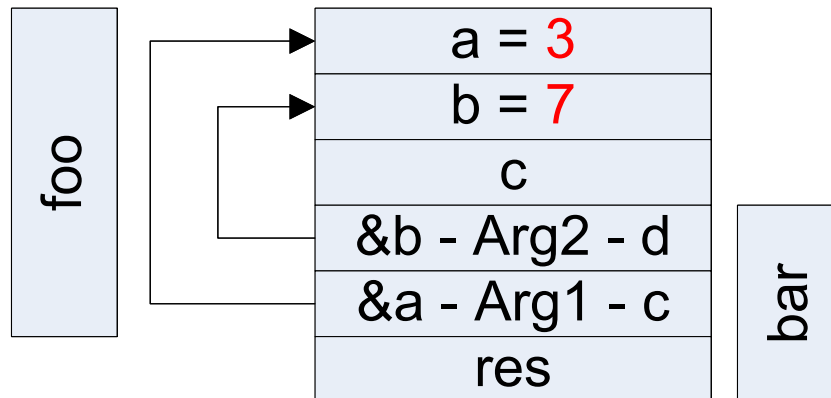 foo
a = 3
b = 7
c
&b - Arg2 - d
&a - Arg1 - c
res
bar